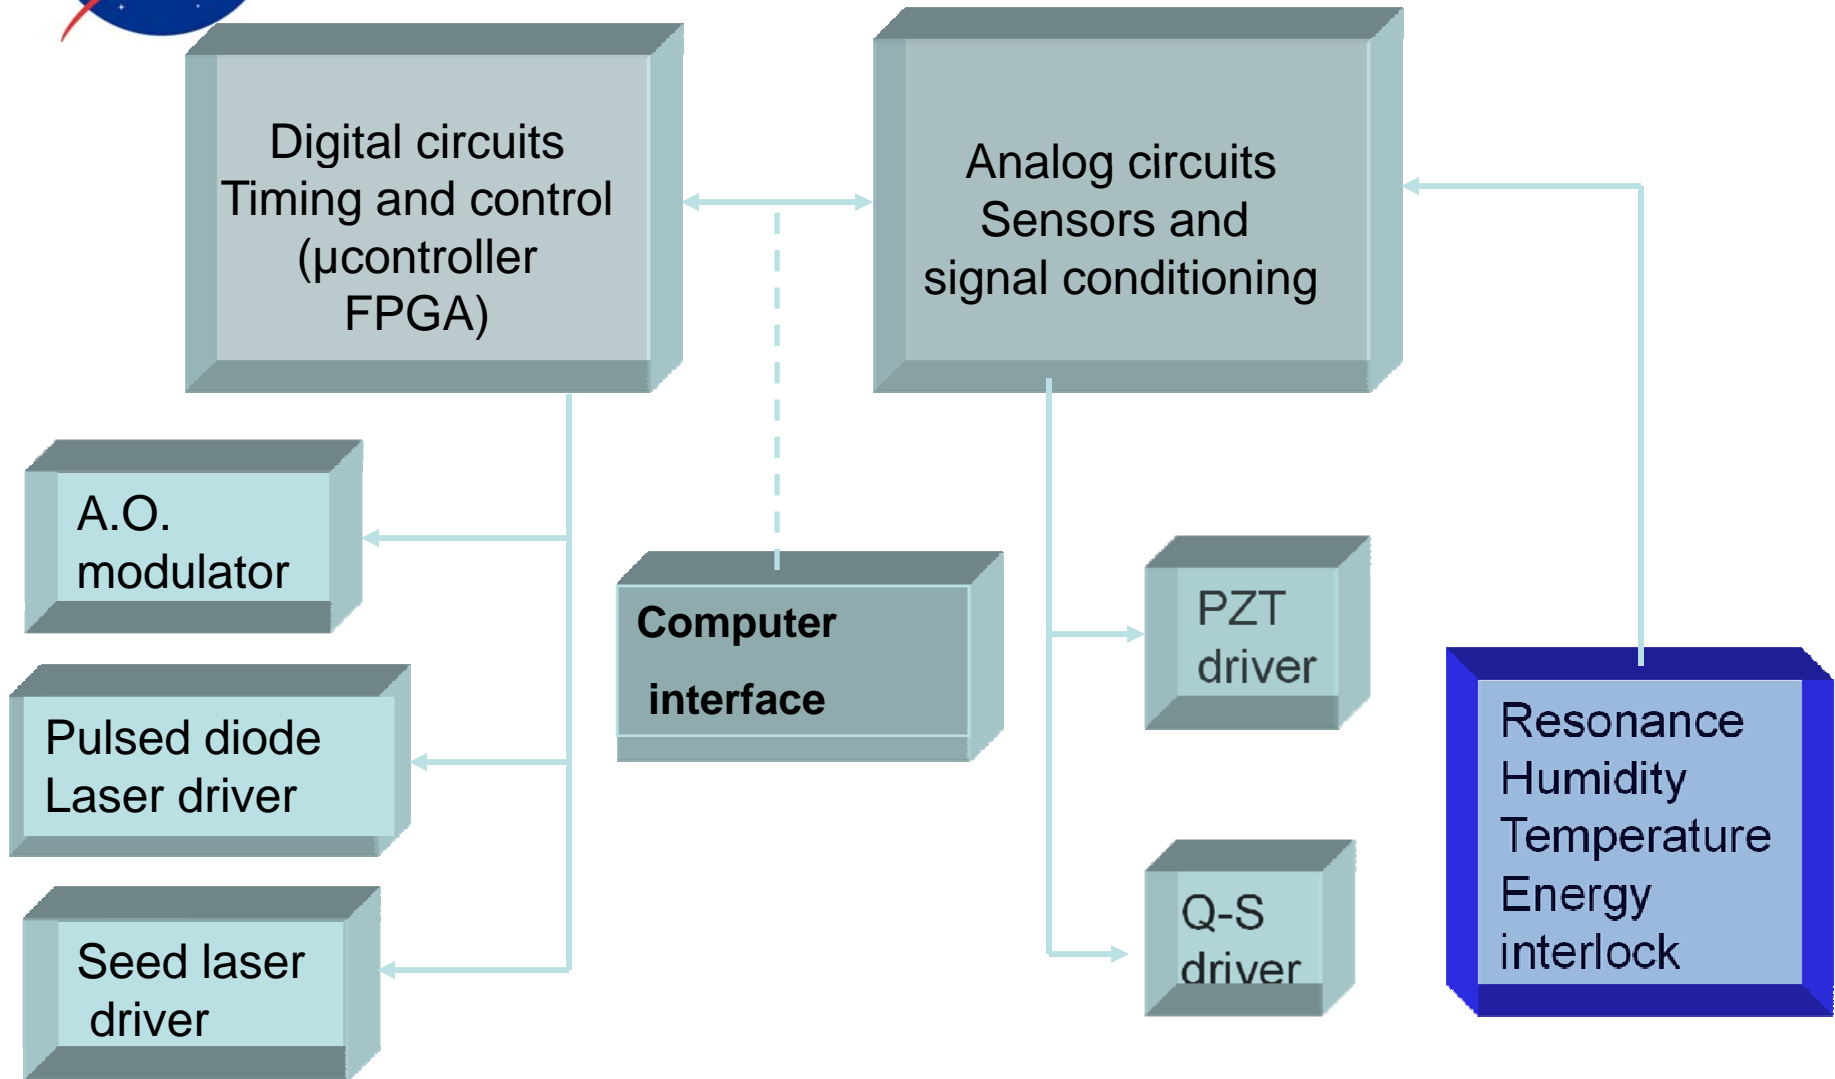 Digital circuits
Timing and control
(µcontroller
FPGA)
Analog circuits
Sensors and
signal conditioning
A.O.
modulator
Pulsed diode
Laser driver
Seed laser
driver
Computer
interface
PZT
driver
Q-S
driver
Resonance
Humidity
Temperature
Energy
interlock